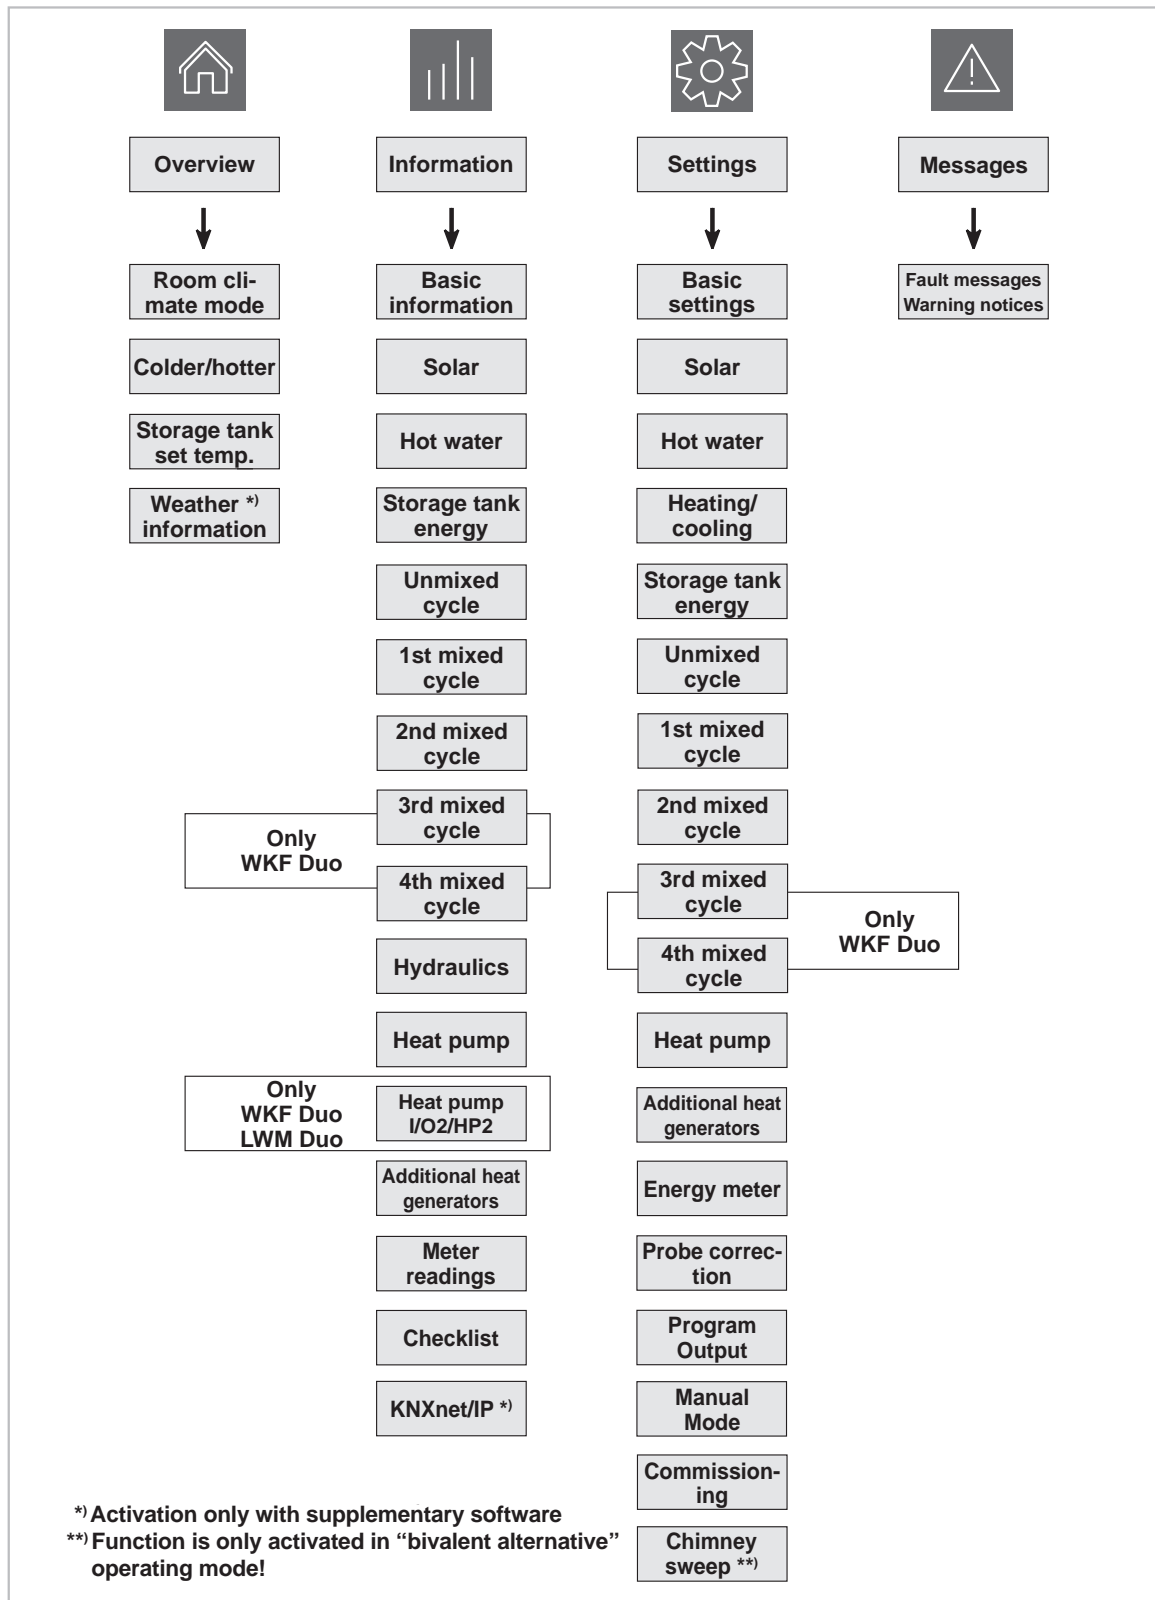 Overview
Room cli-
mate mode
Colder/hotter
Storage tank
set temp.
Weather *)
information
Information
Basic
information
Solar
Hot water
Storage tank
energy
Unmixed
cycle
1st mixed
cycle
2nd mixed
cycle
Only
WKF Duo
3rd mixed
cycle
4th mixed
cycle
Hydraulics
Heat pump
Only
WKF Duo
LWM Duo
Heat pump
I/O2/HP2
Additional heat
generators
Meter
readings
Checklist
KNXnet/IP *)
Settings
Basic
settings
Solar
Hot water
Heating/
cooling
Storage tank
energy
Unmixed
cycle
1st mixed
cycle
2nd mixed
cycle
3rd mixed
cycle
4th mixed
cycle
Only
WKF Duo
Heat pump
Additional heat
generators
Energy meter
Probe correc-
tion
Program
Output
Manual
Mode
Commission-
ing
Chimney
sweep **)
Messages
Fault messages
Warning notices
*) Activation only with supplementary software
**) Function is only activated in “bivalent alternative”
operating mode!